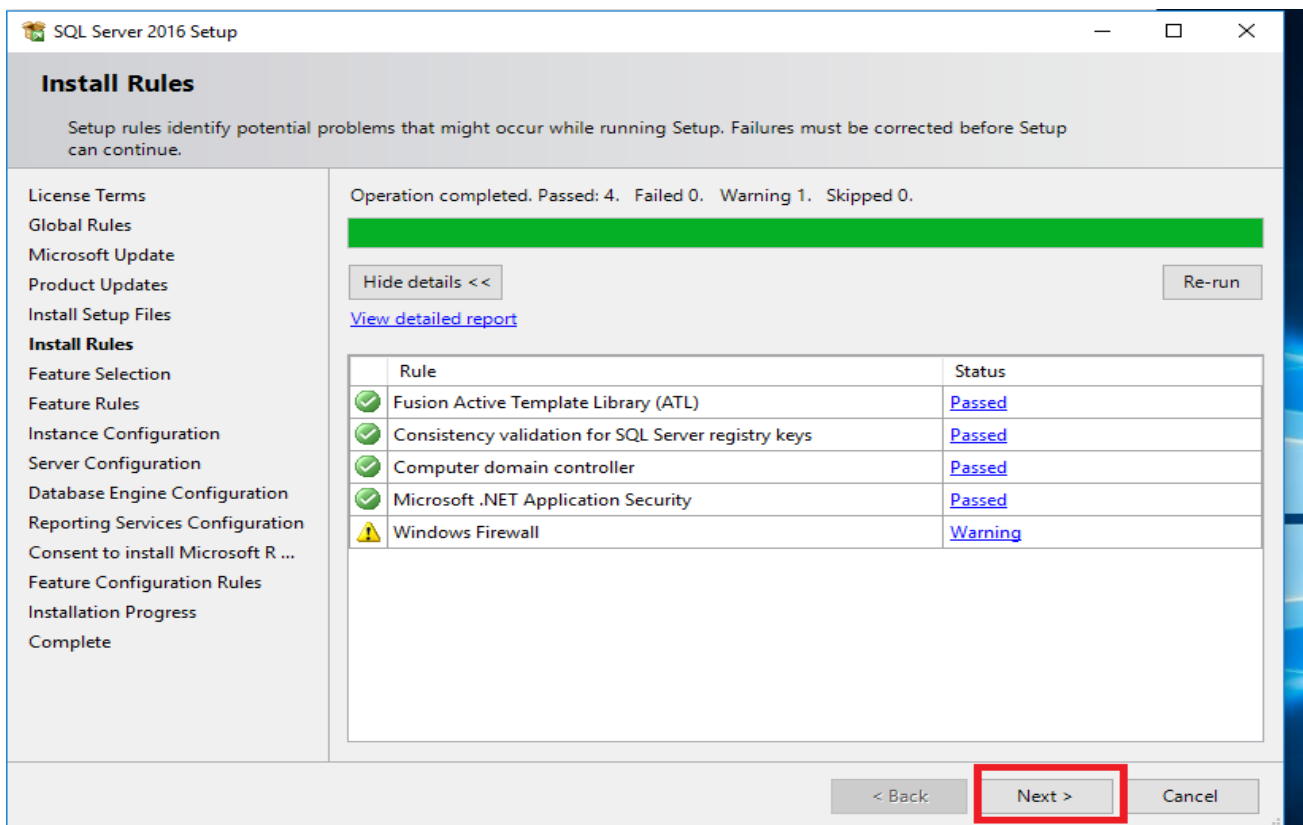 SQL Server 2016 Setup
Install Rules
Setup rules identify potential problems that might occur while running Setup. Failures must be corrected before Setup
can continue.
License Terms
Global Rules
Microsoft Update
Product Updates
Install Setup Files
Install Rules
Feature Selection
Feature Rules
Instance Configuration
Server Configuration
Database Engine Configuration
Reporting Services Configuration
Consent to install Microsoft R ...
Feature Configuration Rules
Installation Progress
Complete
Operation completed. Passed: 4.   Failed 0.   Warning 1.   Skipped 0.
Hide details << Re-run
View detailed report
Rule Status
Fusion Active Template Library (ATL) Passed
Consistency validation for SQL Server registry keys Passed
Computer domain controller Passed
Microsoft .NET Application Security Passed
Windows Firewall Warning
< Back Next > Cancel